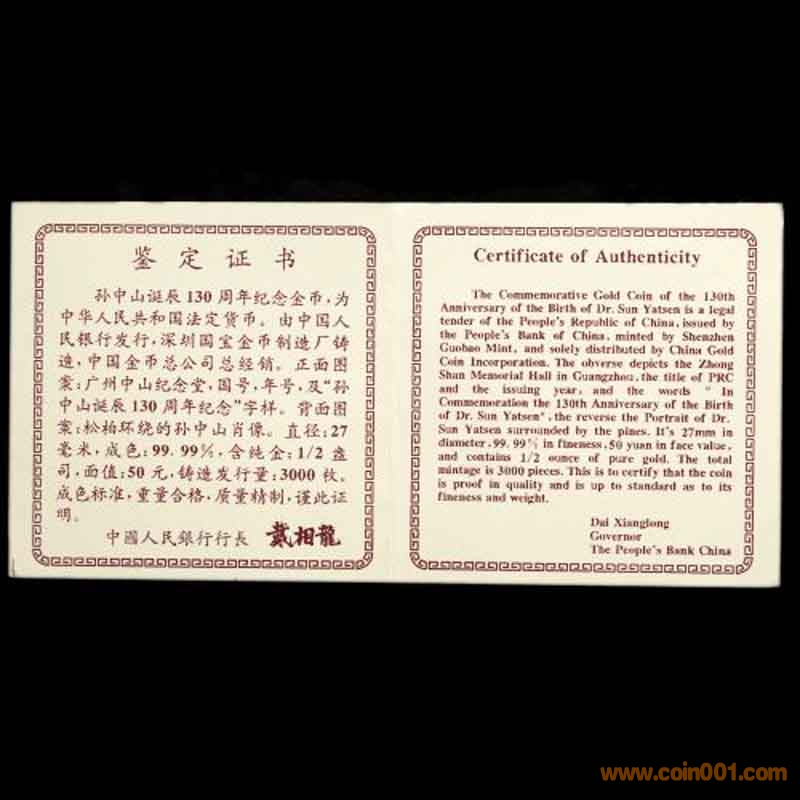 鉴定证书
孙中山诞辰130周年纪念金币,为
中华人民共和国法定货币。由中国人
民银行发行,深圳国宝金币制造厂铸
造,中国金币总公司总经销。正面图
案:广州中山纪念堂,国号,年号,及“孙
中山诞辰130周年纪念”字样。背面图
案:松柏环绕的孙中山肖像。直径:27
毫米,成色:99.99%,含纯金:1/2盎
司,面值:50元,铸造发行量:3000枚。
成色标准,重量合格,质量精制,谨此证
明。
中國人民銀行行長 戴相龍
Certificate of Authenticity
The Commemorative Gold Coin of the 130th
Anniversary of the Birth of Dr. Sun Yatsen is a legal
tender of the People's Republic of China, issued by
the People's Bank of China, minted by Shenzhen
Guobao Mint, and solely distributed by China Gold
Coin Incorporation. The obverse depicts the Zhong
Shan Memorial Hall in Guangzhou, the title of PRC
and the issuing year, and the words " In
Commemoration the 130th Anniversary of the Birth
of Dr. Sun Yatsen", the reverse the Portrait of Dr.
Sun Yatsen surrounded by the pines. It's 27mm in
diameter, 99.99% in fineness, 50 yuan in face value,
and contains 1/2 ounce of pure gold. The total
mintage is 3000 pieces. This is to certify that the coin
is proof in quality and is up to standard as to its
fineness and weight.
Dai Xianglong
Governor
The People's Bank China
www.coin001.com